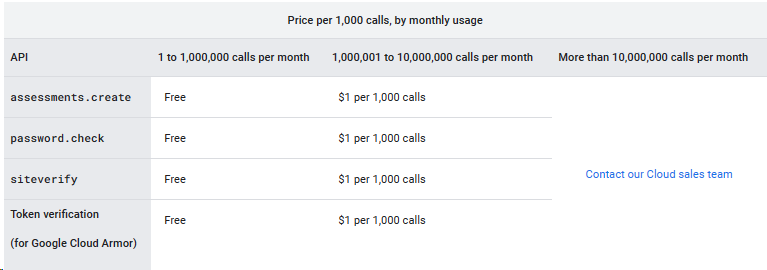 Price per 1,000 calls, by monthly usage
API 1 to 1,000,000 calls per month 1,000,001 to 10,000,000 calls per month More than 10,000,000 calls per month
assessments.create Free $1 per 1,000 calls
password.check Free $1 per 1,000 calls
Contact our Cloud sales team
siteverify Free $1 per 1,000 calls
Token verification
(for Google Cloud Armor) Free $1 per 1,000 calls